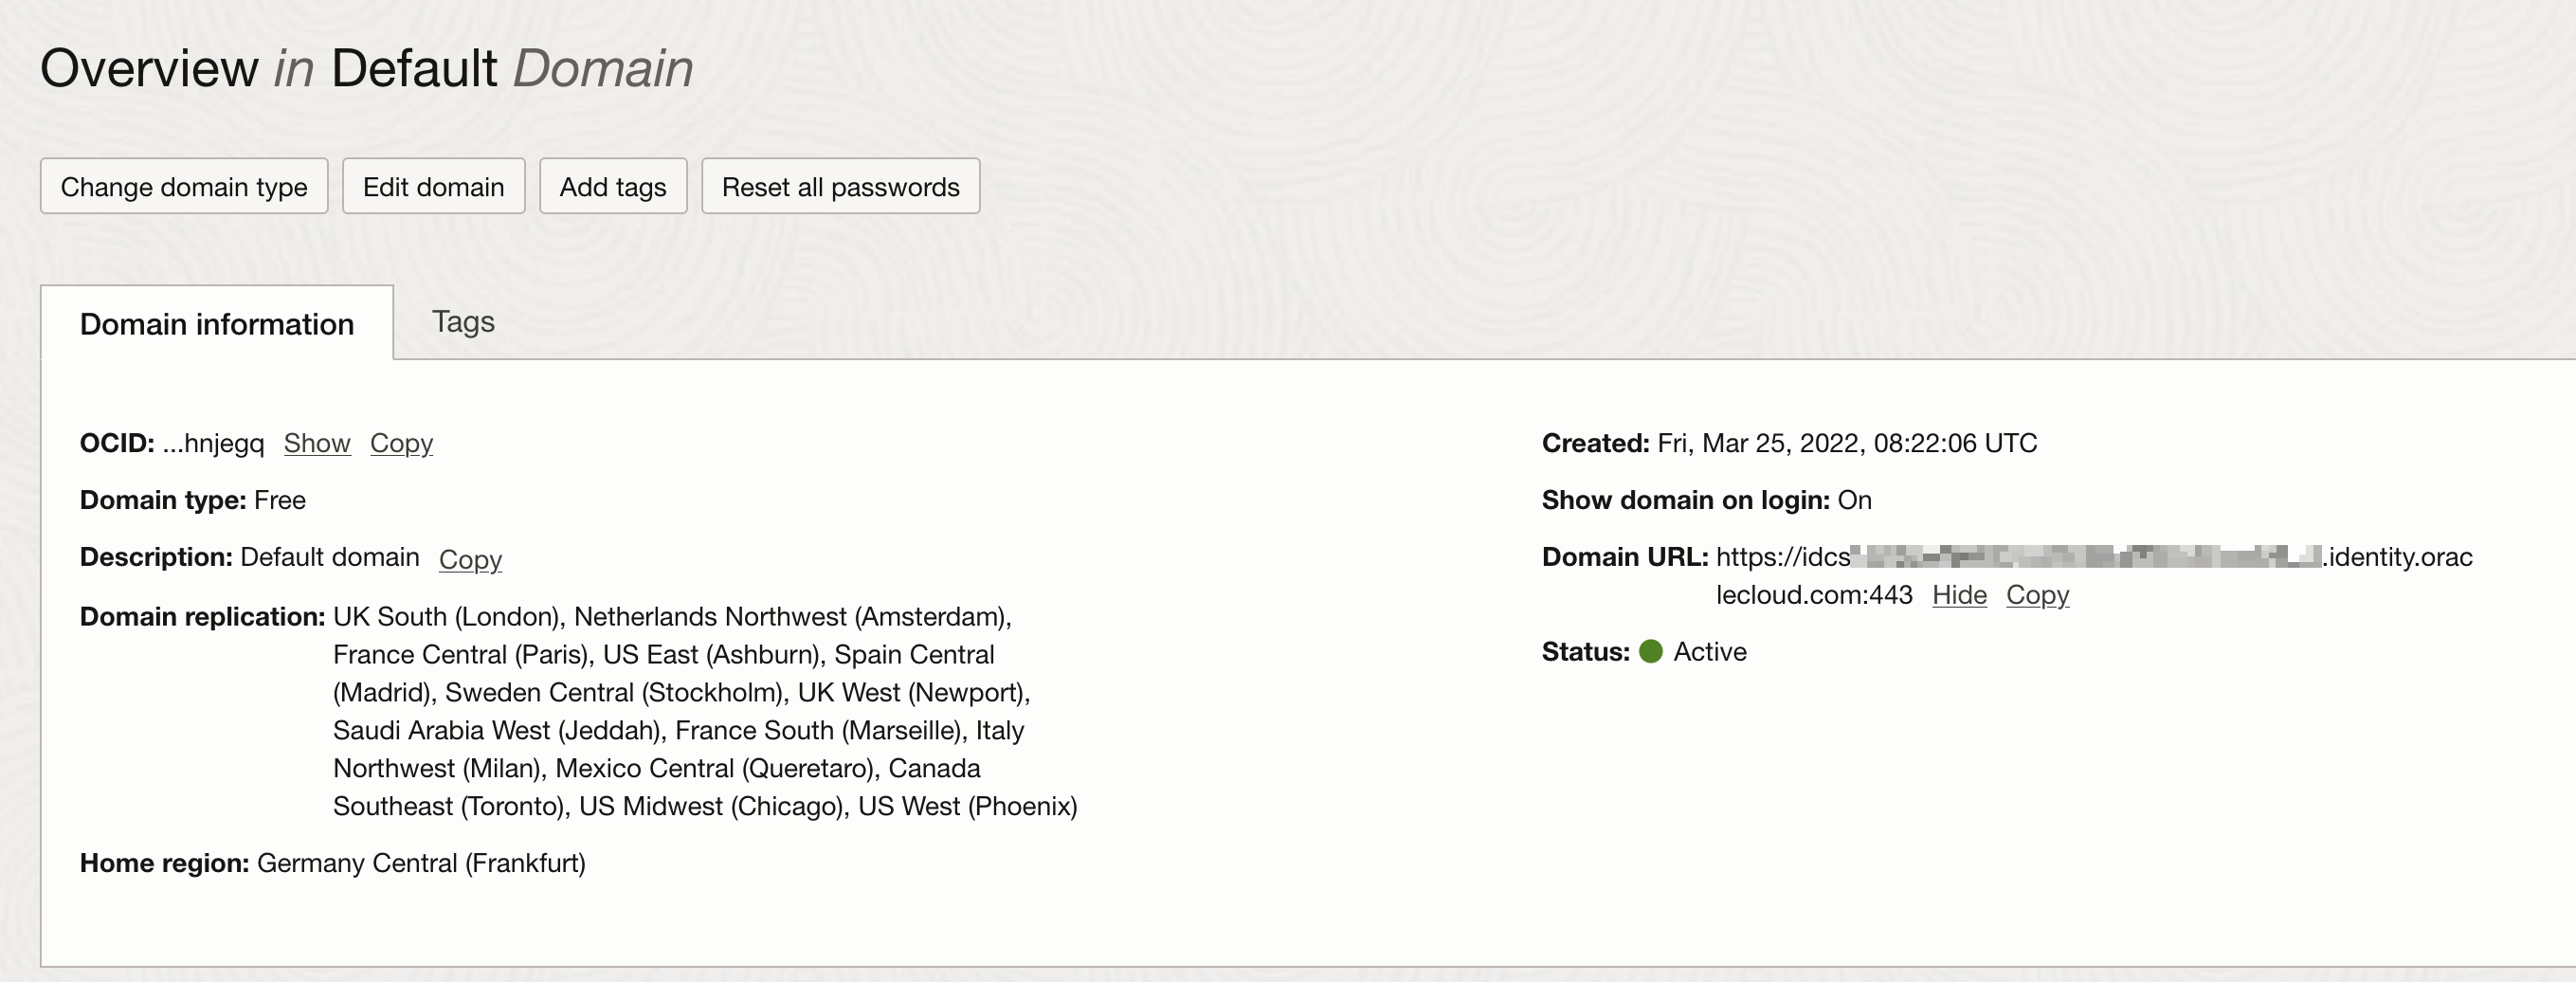 Overview in Default Domain
Change domain type Edit domain Add tags Reset all passwords
Domain information Tags
OCID: ...hnjegq Show Copy
Domain type: Free
Description: Default domain Copy
Domain replication: UK South (London), Netherlands Northwest (Amsterdam),
France Central (Paris), US East (Ashburn), Spain Central
(Madrid), Sweden Central (Stockholm), UK West (Newport),
Saudi Arabia West (Jeddah), France South (Marseille), Italy
Northwest (Milan), Mexico Central (Queretaro), Canada
Southeast (Toronto), US Midwest (Chicago), US West (Phoenix)
Home region: Germany Central (Frankfurt)
Created: Fri, Mar 25, 2022, 08:22:06 UTC
Show domain on login: On
Domain URL: https://idcs .identity.orac
lecloud.com:443 Hide Copy
Status: Active